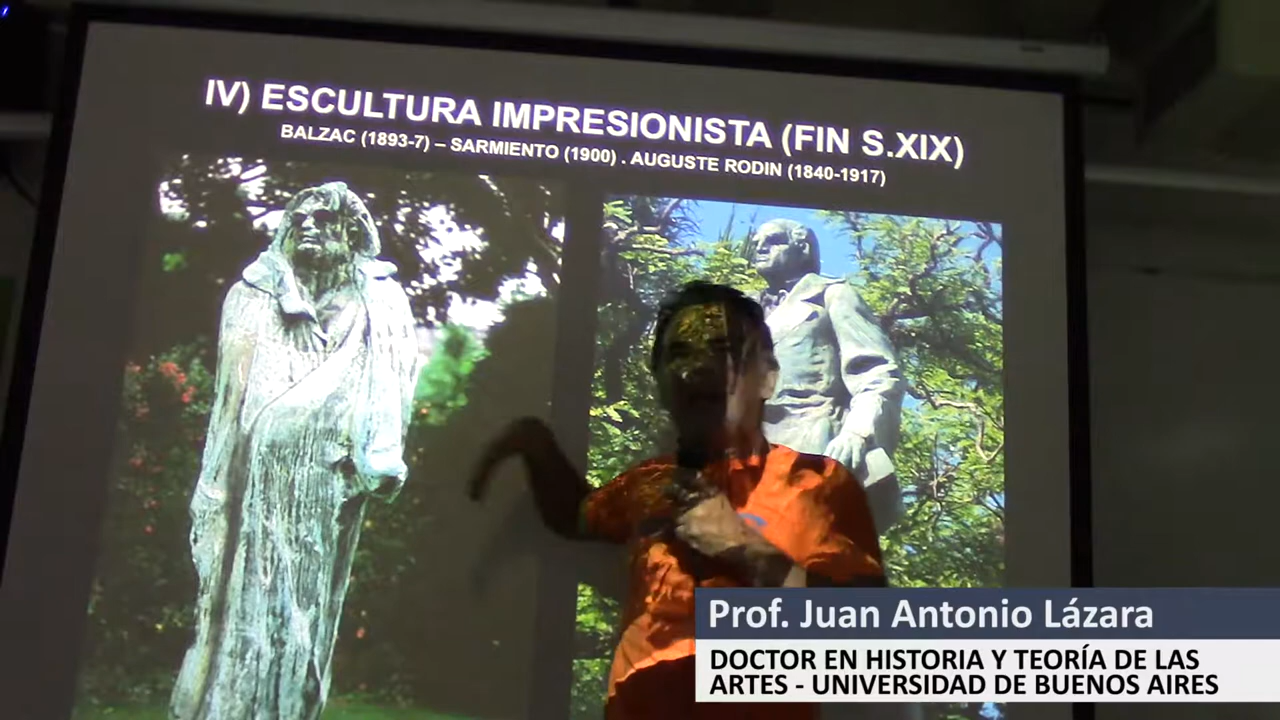 IV) ESCULTURA IMPRESIONISTA (FIN S.XIX)
BALZAC (1893-7) – SARMIENTO (1900) . AUGUSTE RODIN (1840-1917)
Prof. Juan Antonio Lázara
DOCTOR EN HISTORIA Y TEORÍA DE LAS
ARTES - UNIVERSIDAD DE BUENOS AIRES